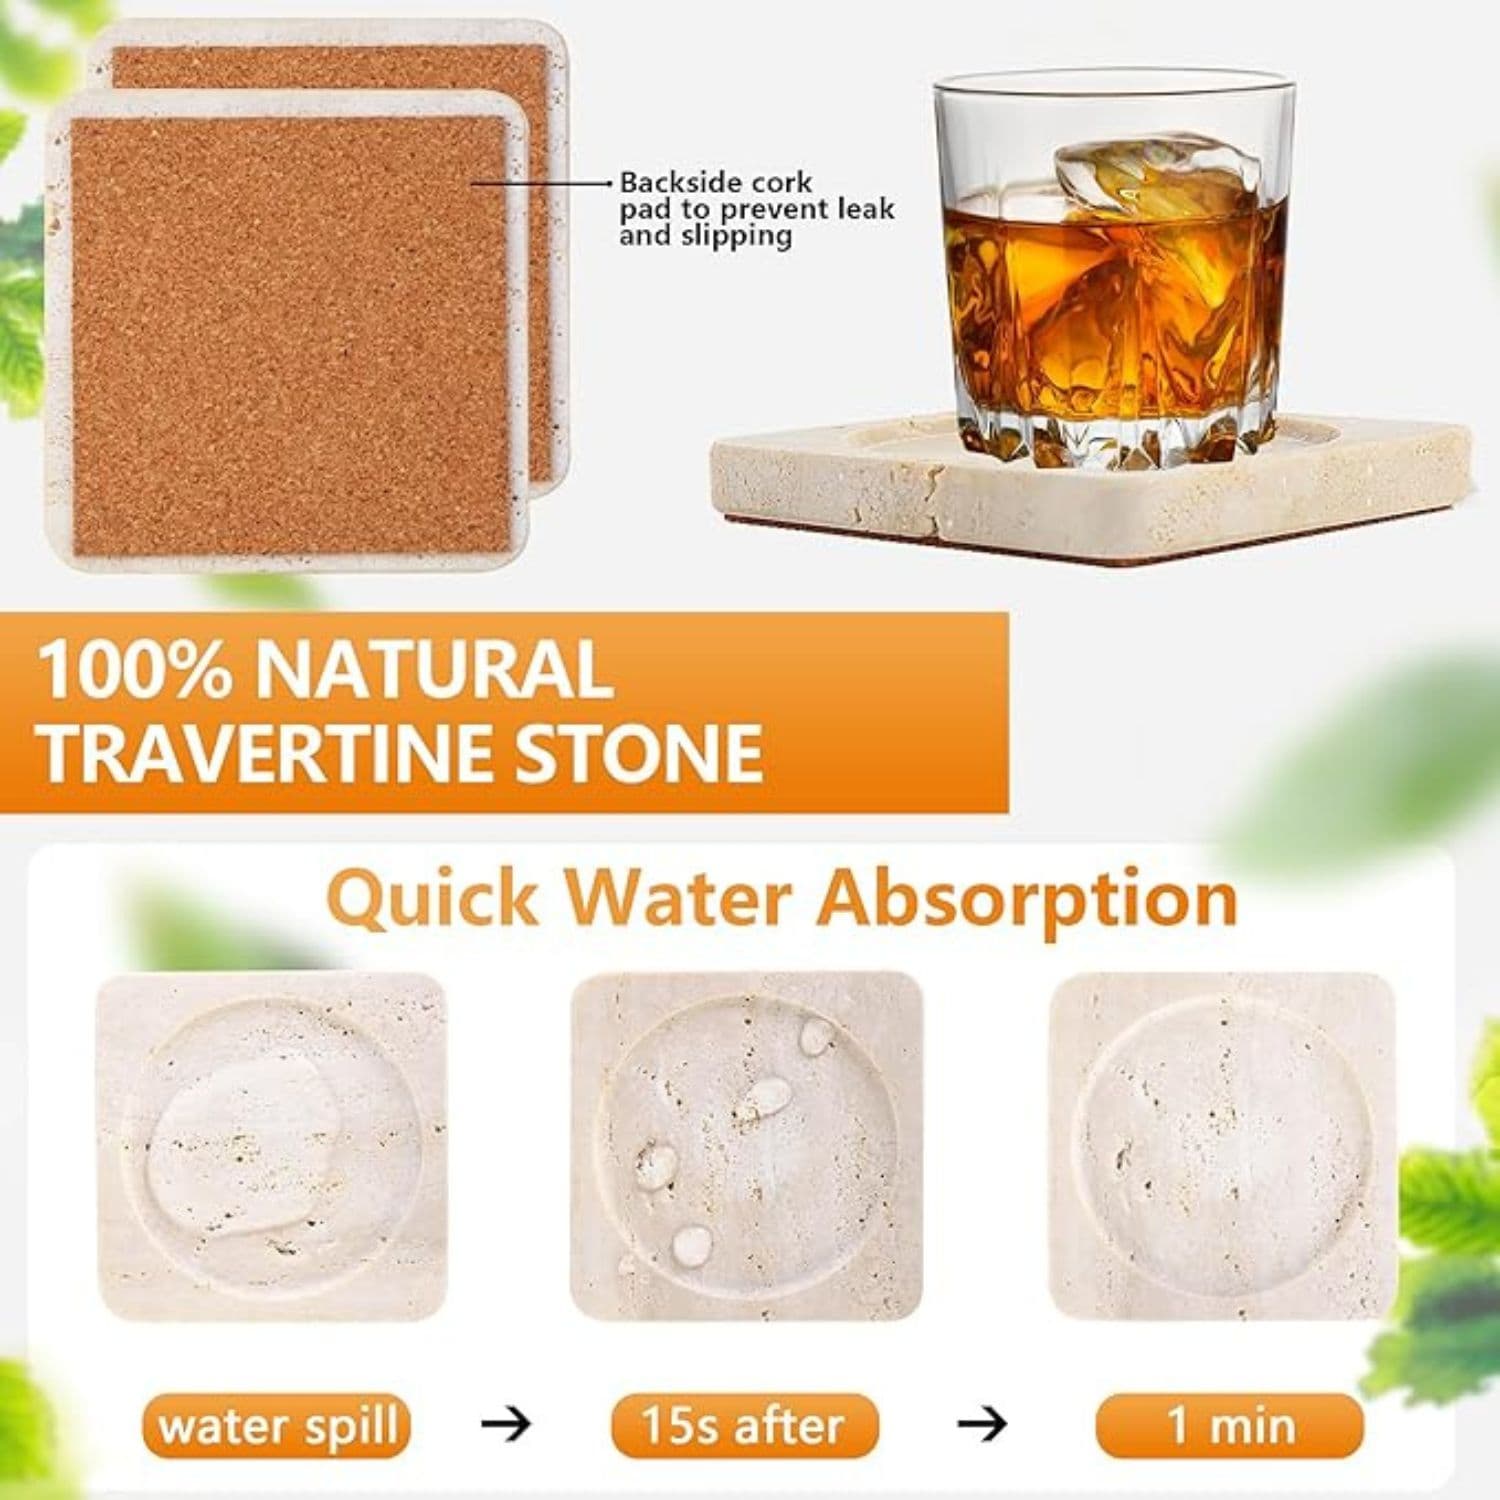 Backside cork
pad to prevent leak
and slipping
100% NATURAL
TRAVERTINE STONE
Quick Water Absorption
water spill
15s after
1 min